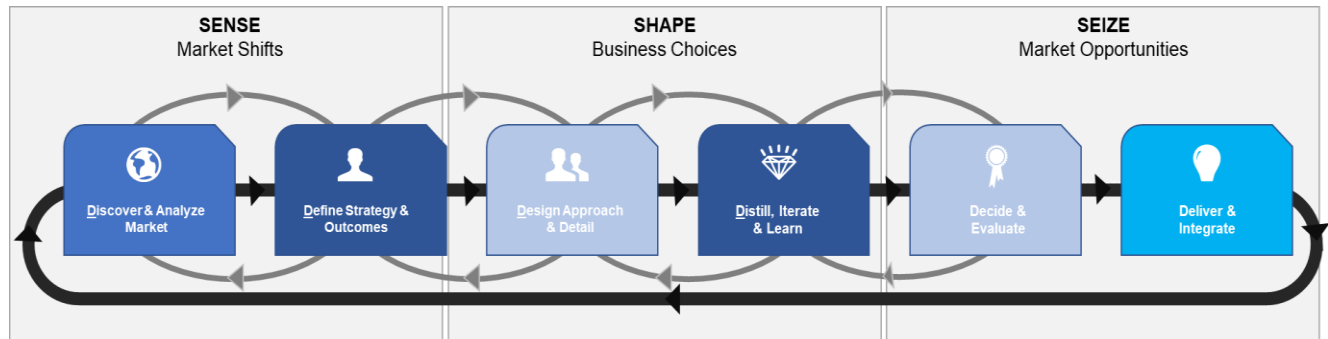 SENSE
Market Shifts
SHAPE
Business Choices
SEIZE
Market Opportunities
Discover & Analyze
Market
Define Strategy &
Outcomes
Design Approach
& Detail
Distill, Iterate
& Learn
Decide &
Evaluate
Deliver &
Integrate